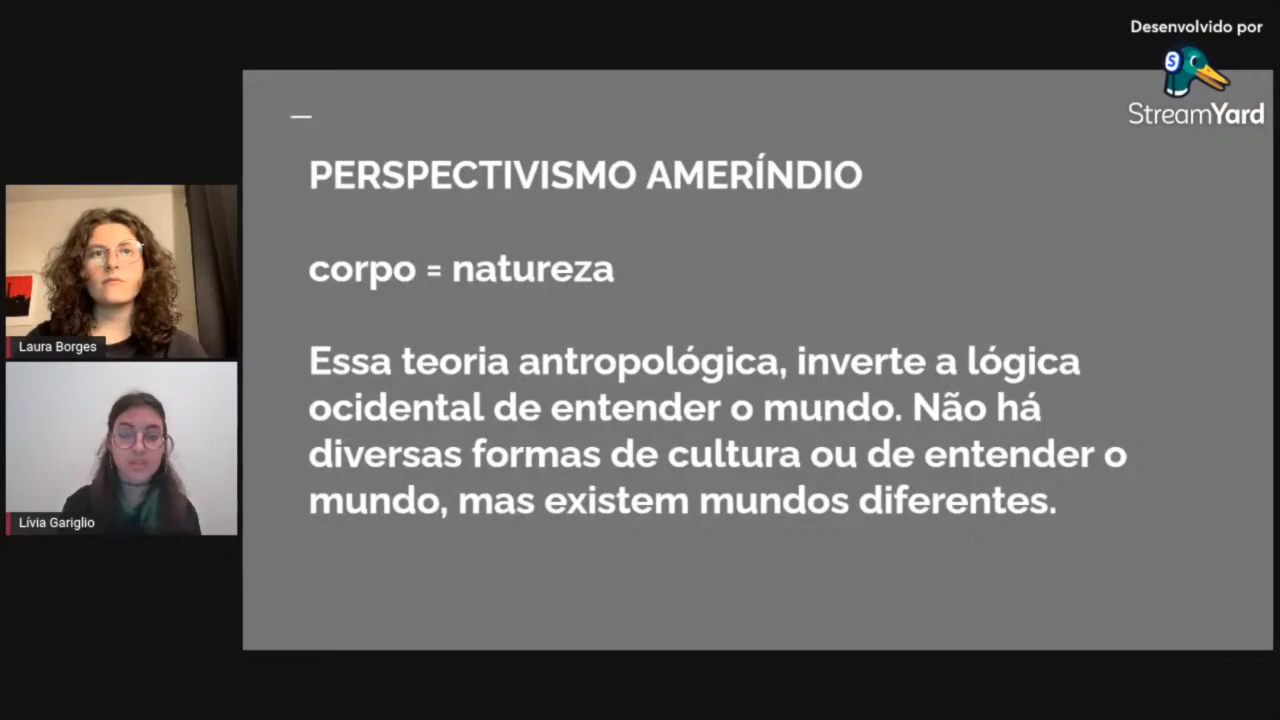 Desenvolvido por
StreamYard
PERSPECTIVISMO AMERÍNDIO
corpo = natureza
Essa teoria antropológica, inverte a lógica
ocidental de entender o mundo. Não há
diversas formas de cultura ou de entender o
mundo, mas existem mundos diferentes.
Laura Borges
Lívia Gariglio